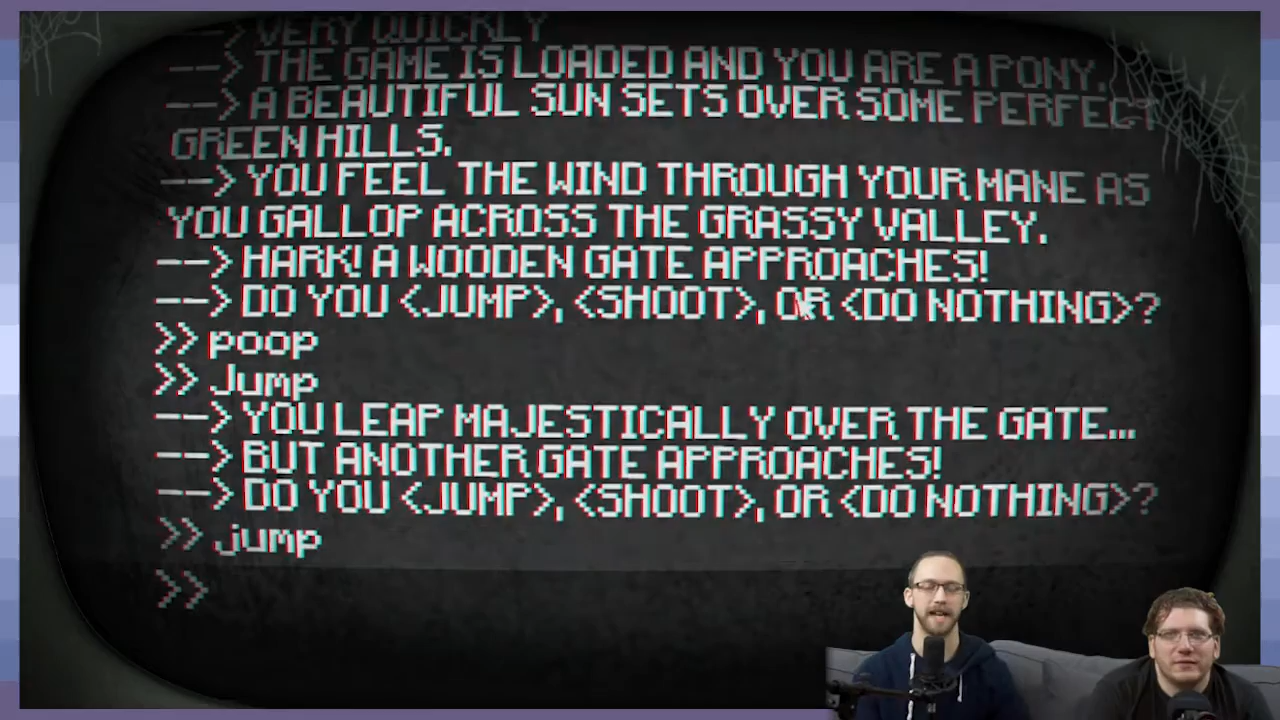 --> VERY QUICKLY
--> THE GAME IS LOADED AND YOU ARE A PONY.
--> A BEAUTIFUL SUN SETS OVER SOME PERFECT
GREEN HILLS.
--> YOU FEEL THE WIND THROUGH YOUR MANE AS
YOU GALLOP ACROSS THE GRASSY VALLEY.
--> HARK! A WOODEN GATE APPROACHES!
--> DO YOU <JUMP>, <SHOOT>, OR <DO NOTHING>?
>> poop
>> Jump
--> YOU LEAP MAJESTICALLY OVER THE GATE...
--> BUT ANOTHER GATE APPROACHES!
--> DO YOU <JUMP>, <SHOOT>, OR <DO NOTHING>?
>> jump
>>